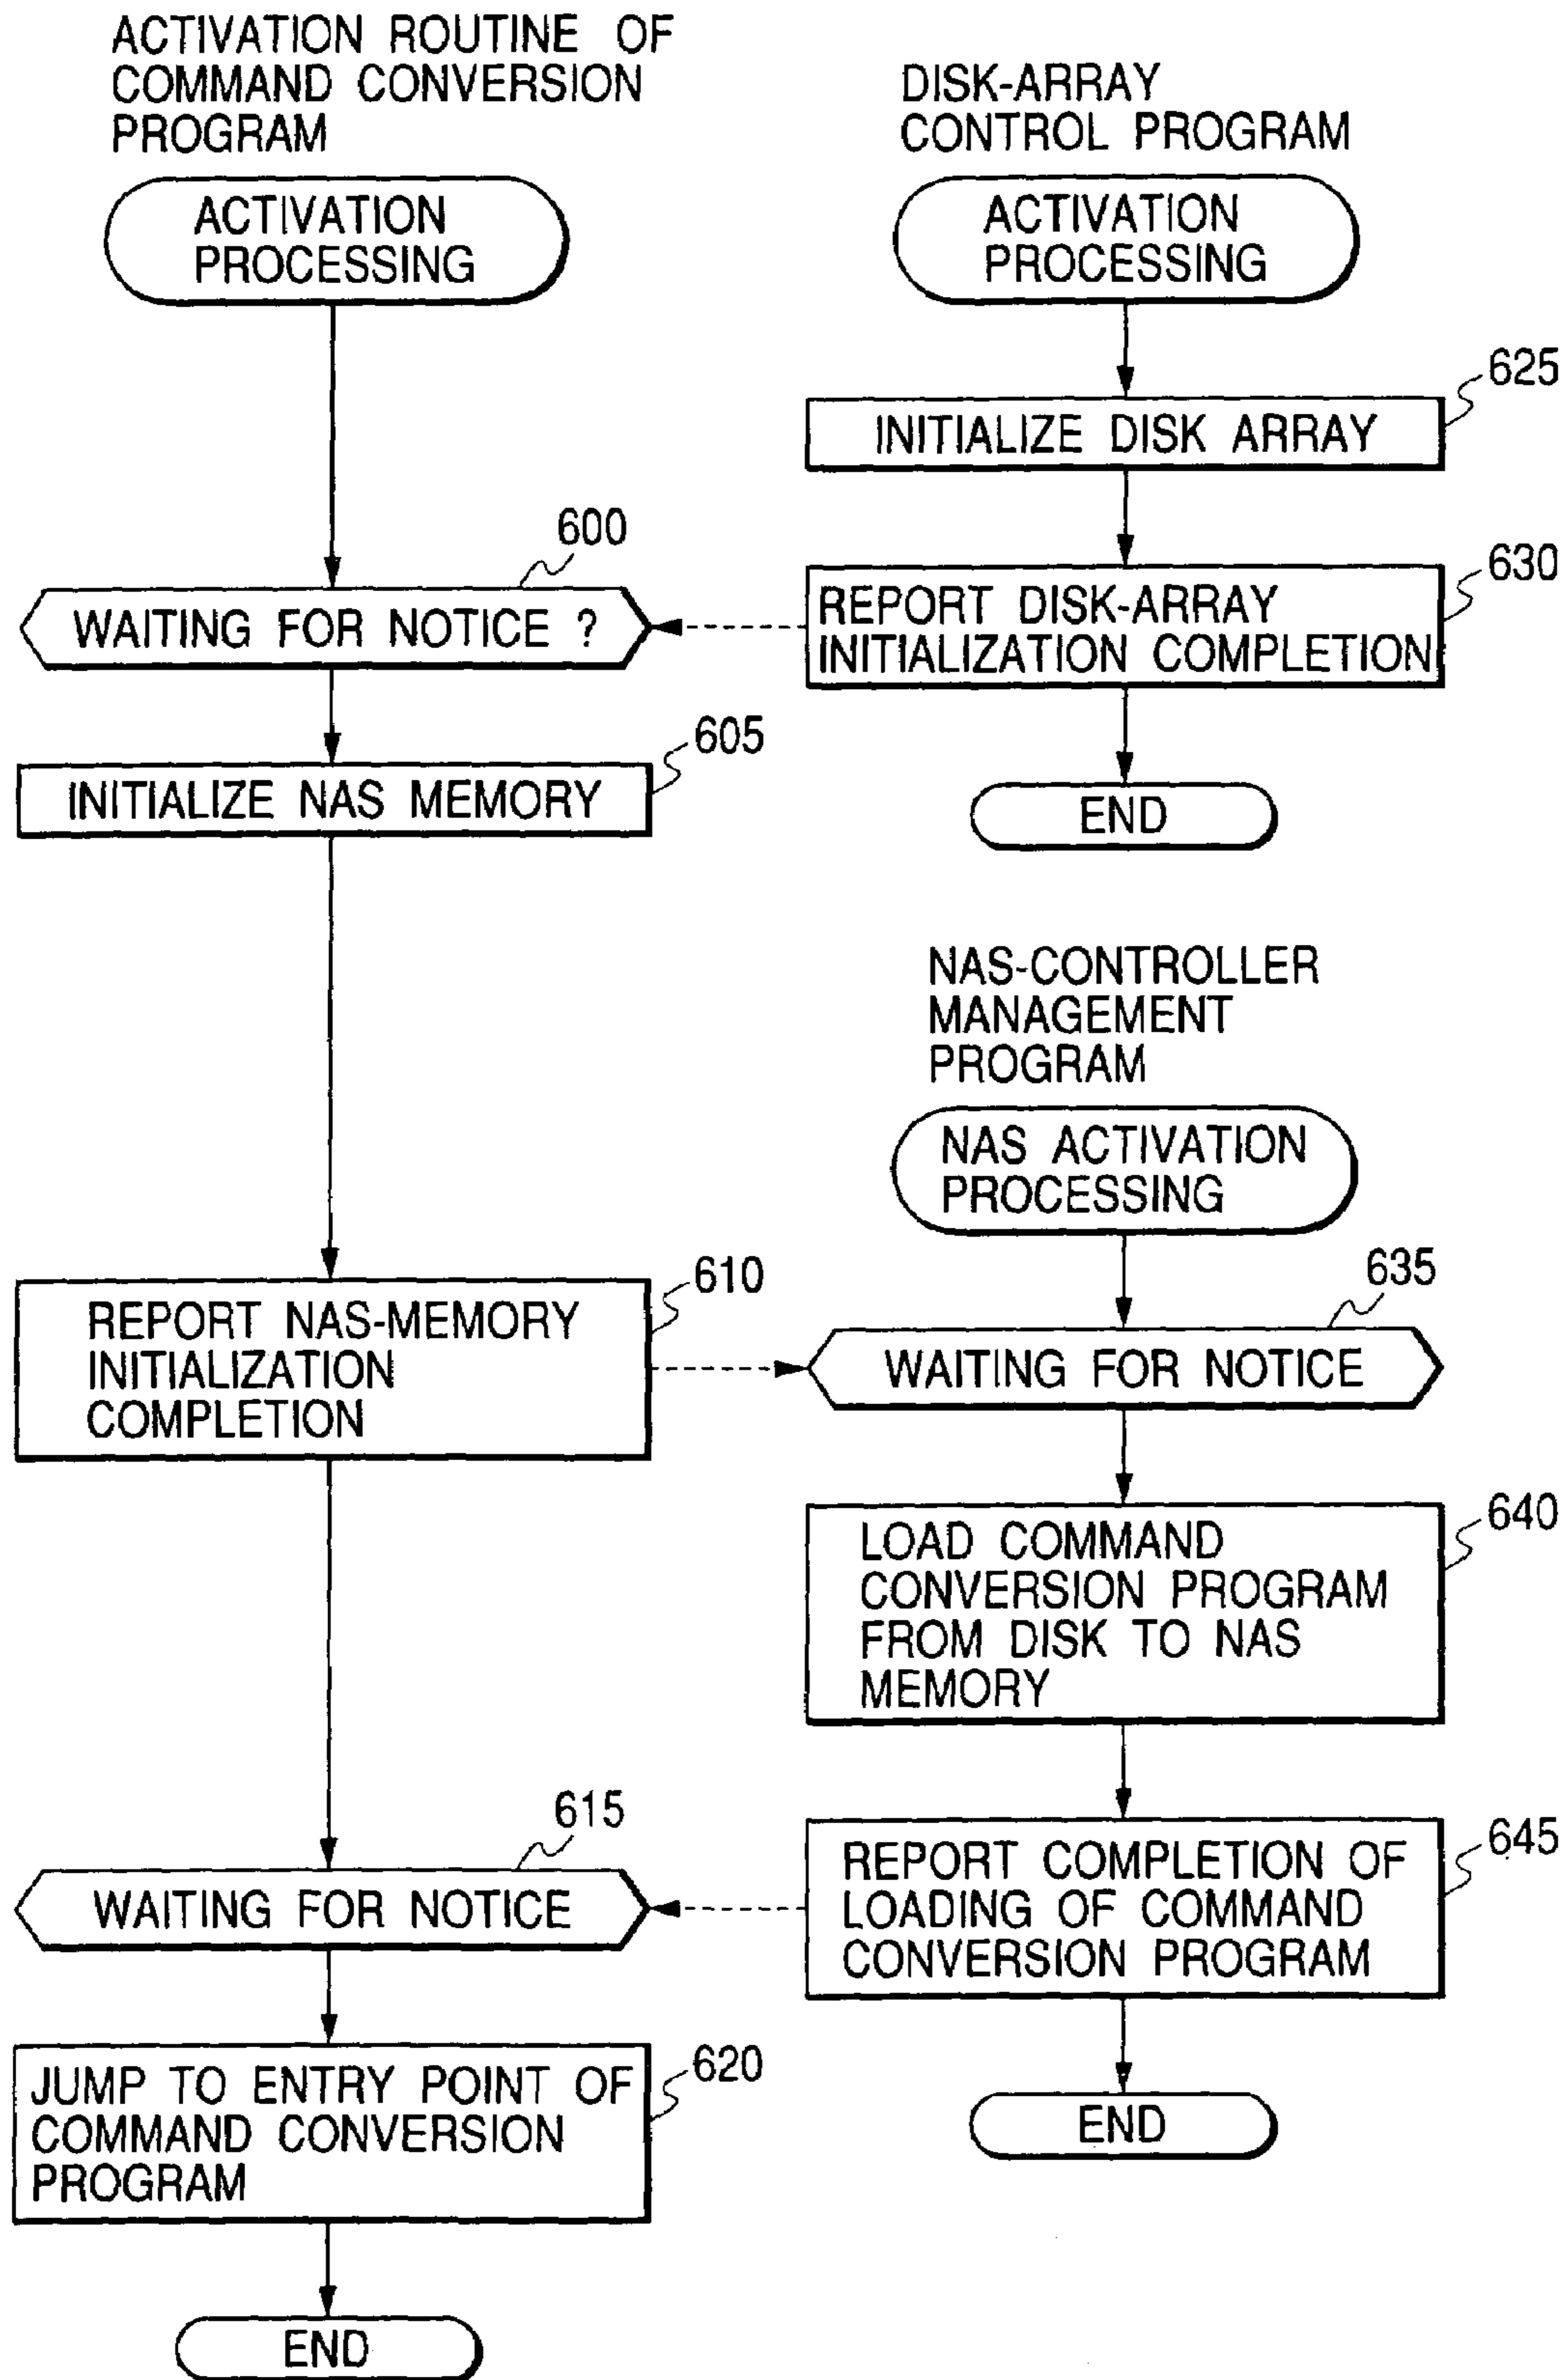 ACTIVATION ROUTINE OF
COMMAND CONVERSION
PROGRAM
ACTIVATION
PROCESSING
600
WAITING FOR NOTICE ?
605
INITIALIZE NAS MEMORY
610
REPORT NAS-MEMORY
INITIALIZATION
COMPLETION
615
WAITING FOR NOTICE
620
JUMP TO ENTRY POINT OF
COMMAND CONVERSION
PROGRAM
END
DISK-ARRAY
CONTROL PROGRAM
ACTIVATION
PROCESSING
625
INITIALIZE DISK ARRAY
630
REPORT DISK-ARRAY
INITIALIZATION COMPLETION
END
NAS-CONTROLLER
MANAGEMENT
PROGRAM
NAS ACTIVATION
PROCESSING
635
WAITING FOR NOTICE
640
LOAD COMMAND
CONVERSION PROGRAM
FROM DISK TO NAS
MEMORY
645
REPORT COMPLETION OF
LOADING OF COMMAND
CONVERSION PROGRAM
END